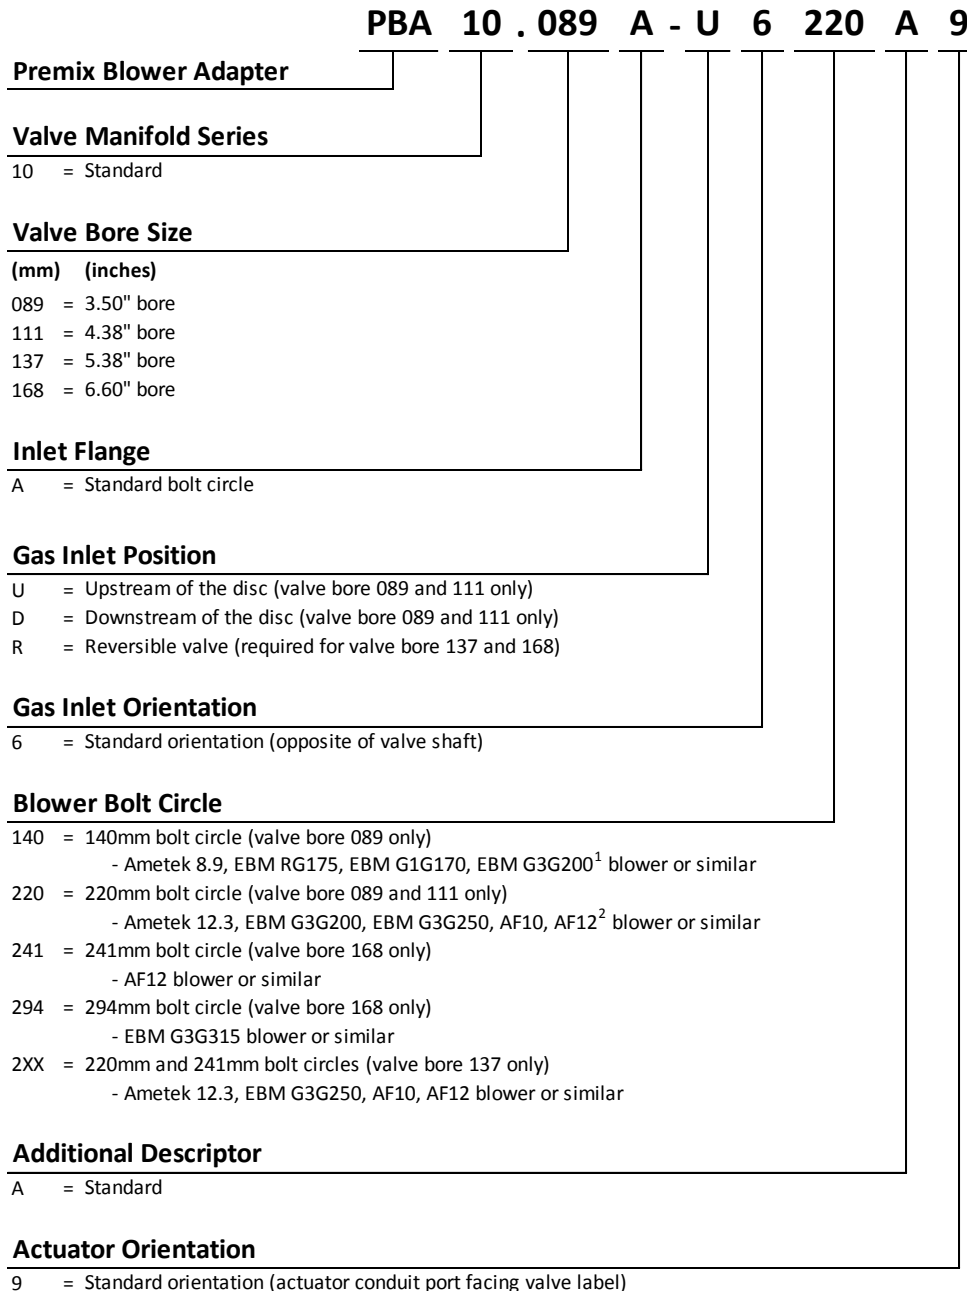 PBA 10 . 089 A - U 6 220 A 9
Premix Blower Adapter
Valve Manifold Series
10 = Standard
Valve Bore Size
(mm) (inches)
089 = 3.50" bore
111 = 4.38" bore
137 = 5.38" bore
168 = 6.60" bore
Inlet Flange
A = Standard bolt circle
Gas Inlet Position
U = Upstream of the disc (valve bore 089 and 111 only)
D = Downstream of the disc (valve bore 089 and 111 only)
R = Reversible valve (required for valve bore 137 and 168)
Gas Inlet Orientation
6 = Standard orientation (opposite of valve shaft)
Blower Bolt Circle
140 = 140mm bolt circle (valve bore 089 only)
- Ametek 8.9, EBM RG175, EBM G1G170, EBM G3G200¹ blower or similar
220 = 220mm bolt circle (valve bore 089 and 111 only)
- Ametek 12.3, EBM G3G200, EBM G3G250, AF10, AF12² blower or similar
241 = 241mm bolt circle (valve bore 168 only)
- AF12 blower or similar
294 = 294mm bolt circle (valve bore 168 only)
- EBM G3G315 blower or similar
2XX = 220mm and 241mm bolt circles (valve bore 137 only)
- Ametek 12.3, EBM G3G250, AF10, AF12 blower or similar
Additional Descriptor
A = Standard
Actuator Orientation
9 = Standard orientation (actuator conduit port facing valve label)